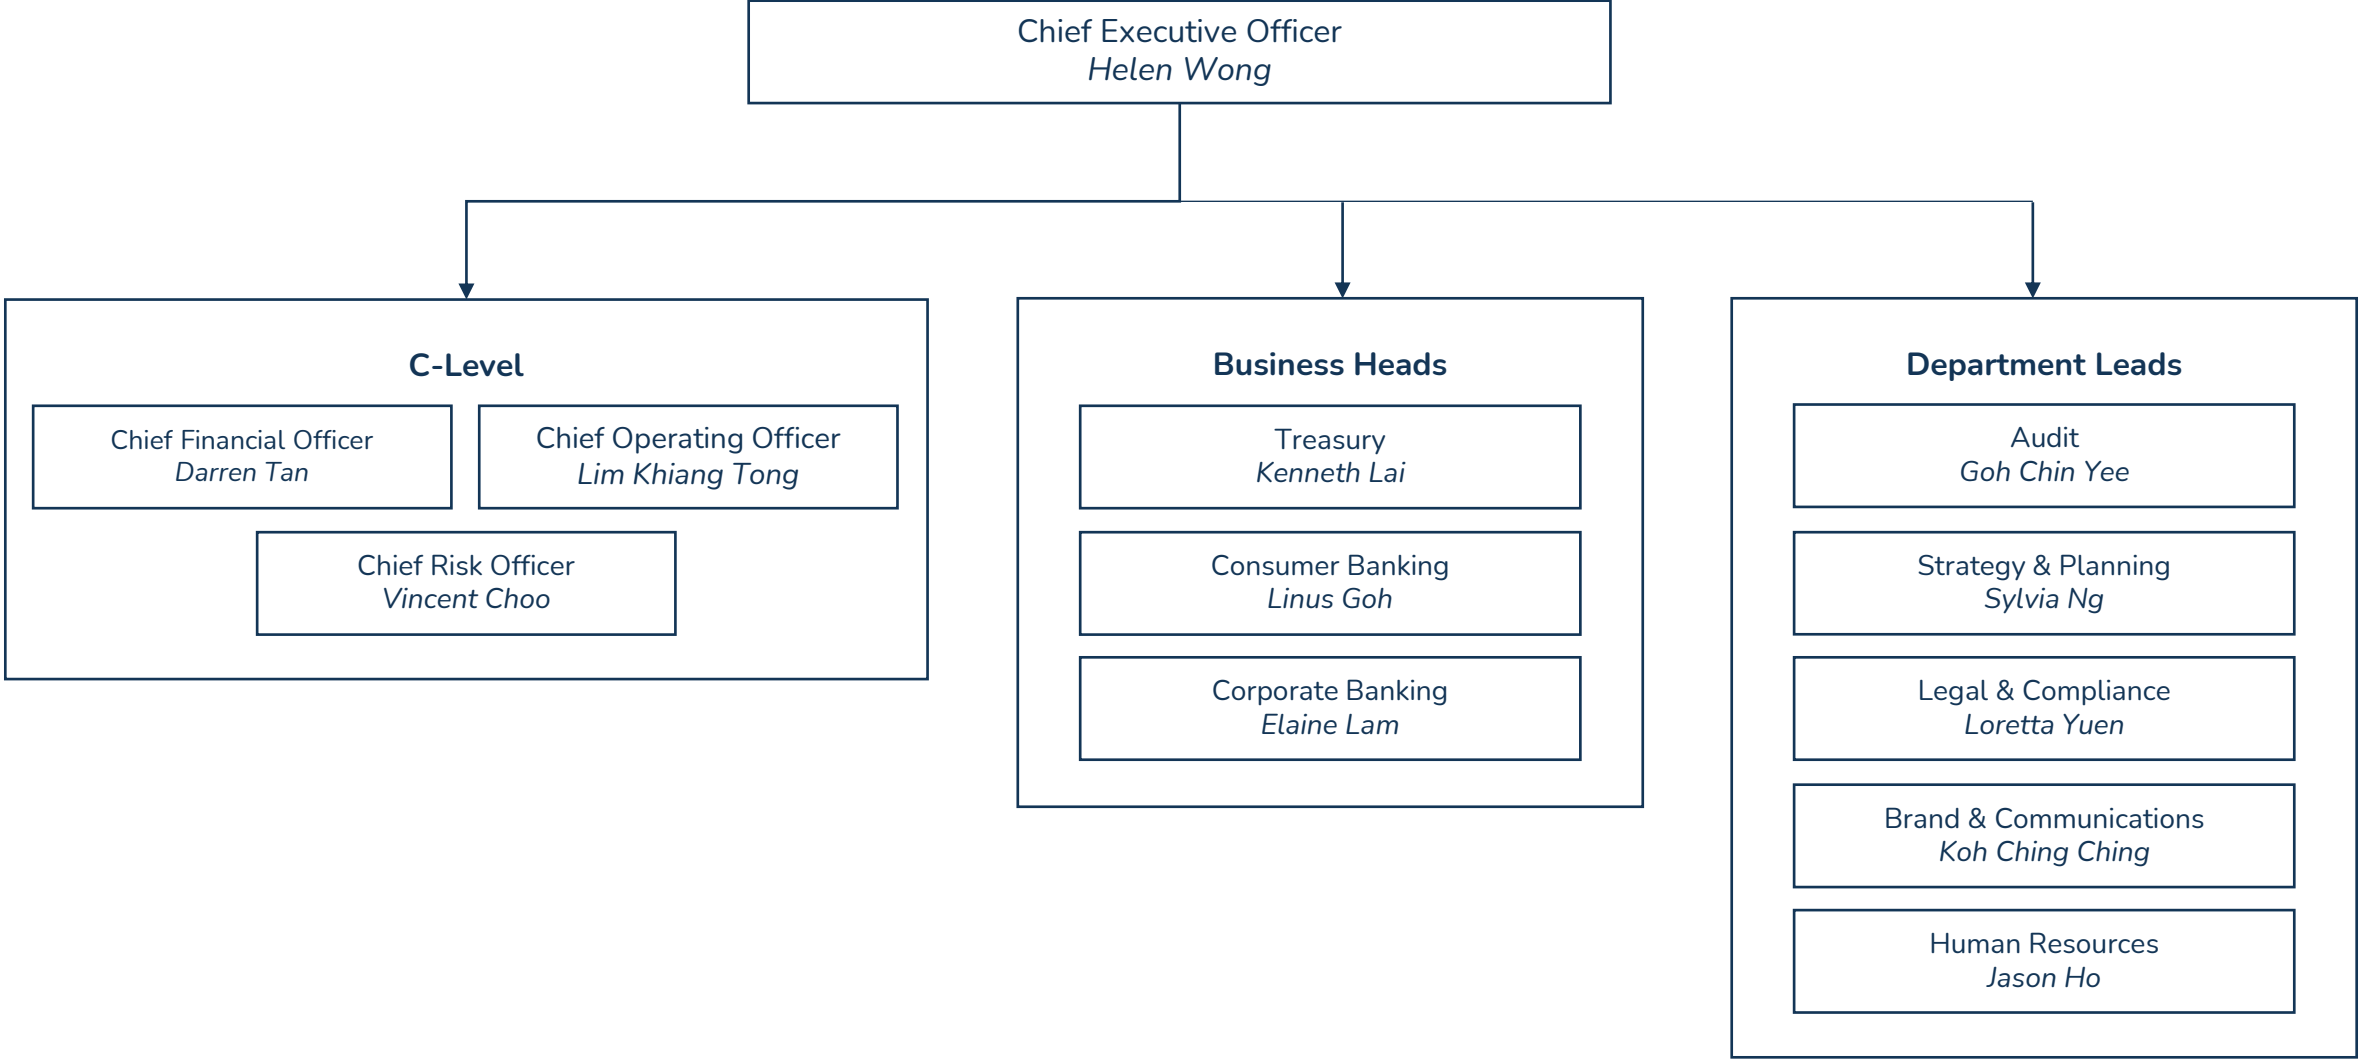 Chief Executive Officer
Helen Wong
C-Level
Chief Financial Officer
Darren Tan
Chief Operating Officer
Lim Khiang Tong
Chief Risk Officer
Vincent Choo
Business Heads
Treasury
Kenneth Lai
Consumer Banking
Linus Goh
Corporate Banking
Elaine Lam
Department Leads
Audit
Goh Chin Yee
Strategy & Planning
Sylvia Ng
Legal & Compliance
Loretta Yuen
Brand & Communications
Koh Ching Ching
Human Resources
Jason Ho